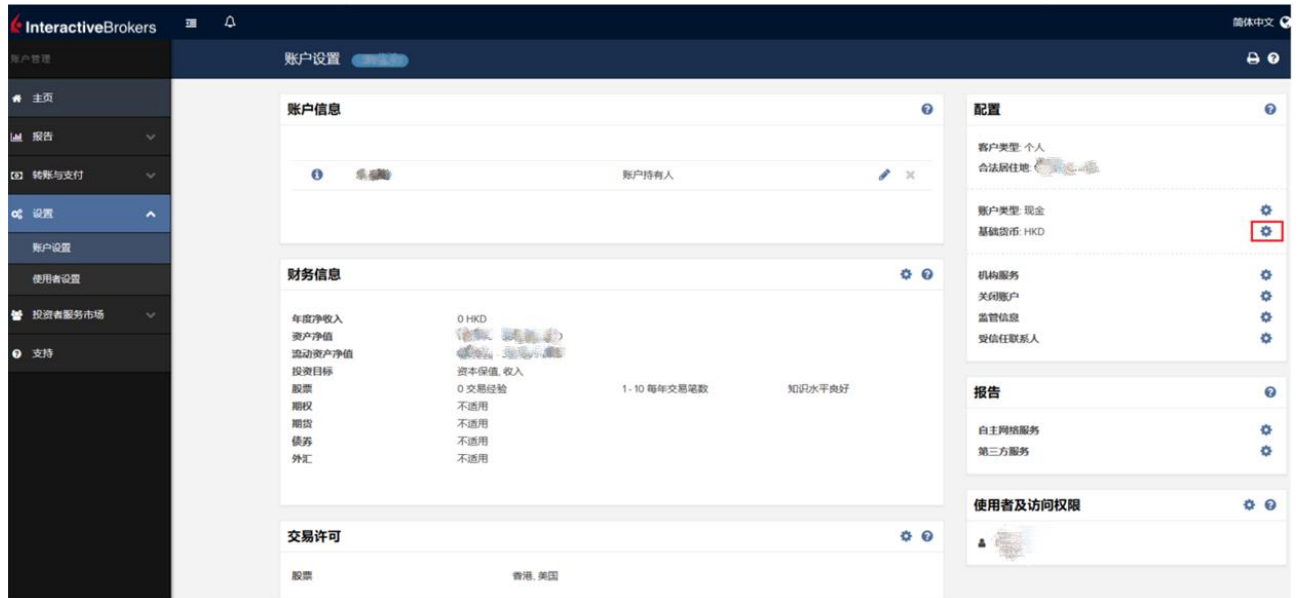 InteractiveBrokers
简体中文
账户管理
账户设置
主页
报告
转账与支付
设置
账户设置
使用者设置
投资者服务市场
支持
账户信息
账户持有人
财务信息
年度净收入 0 HKD
资产净值
流动资产净值
投资目标 资本保值, 收入
股票 0 交易经验 1 - 10 每年交易笔数 知识水平良好
期权 不适用
期货 不适用
债券 不适用
外汇 不适用
交易许可
股票 香港, 美国
配置
客户类型: 个人
合法居住地:
账户类型: 现金
基础货币: HKD
机构服务
关闭账户
监管信息
受信任联系人
报告
自主网络服务
第三方服务
使用者及访问权限